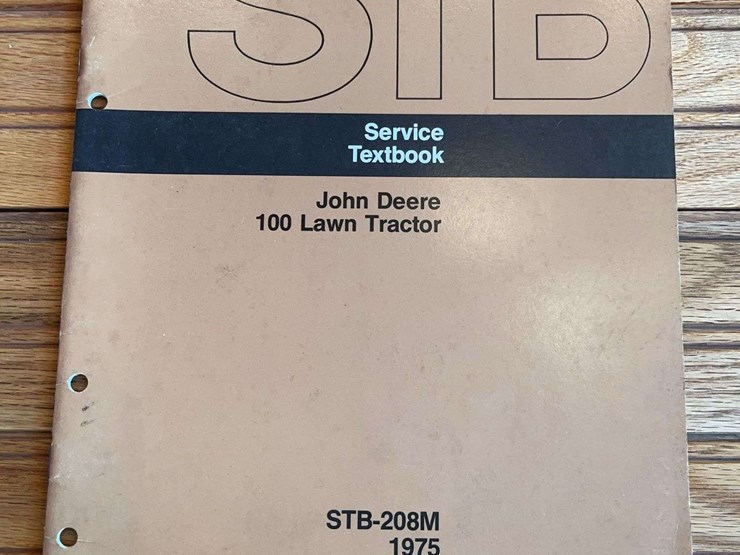 STB
Service
Textbook
John Deere
100 Lawn Tractor
STB-208M
1975